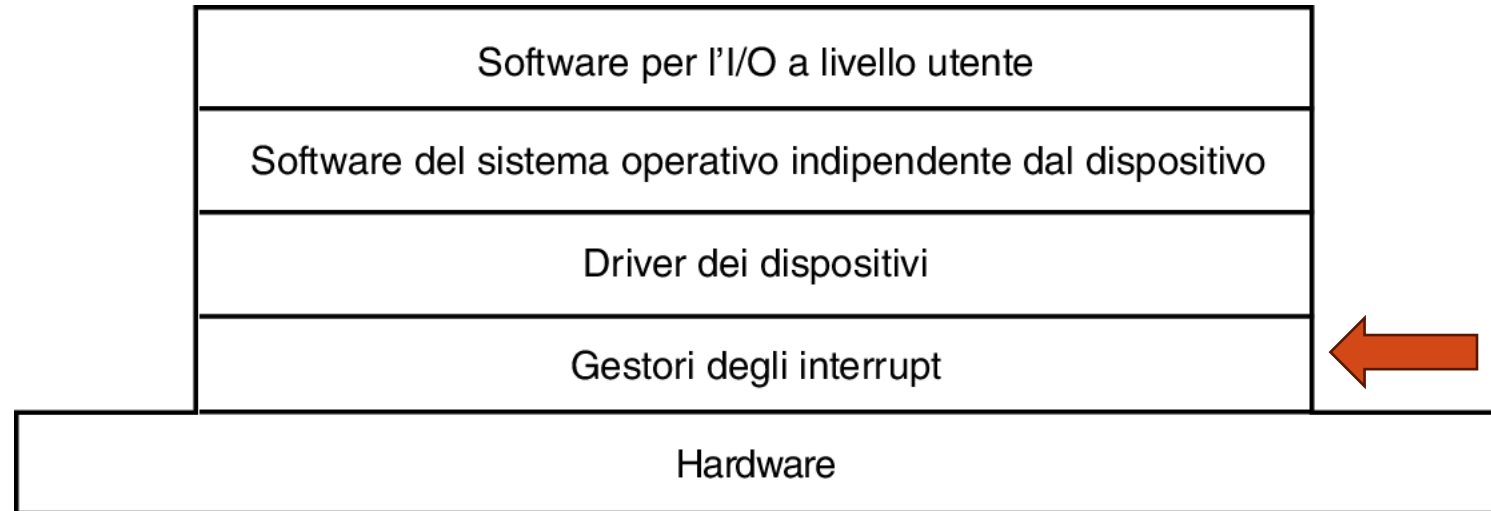 Software per l'I/O a livello utente
Software del sistema operativo indipendente dal dispositivo
Driver dei dispositivi
Gestori degli interrupt
Hardware